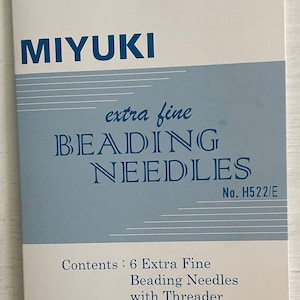 MIYUKI
extra fine
BEADING
NEEDLES
No. H522/E
Contents : 6 Extra Fine
Beading Needles
with Threader